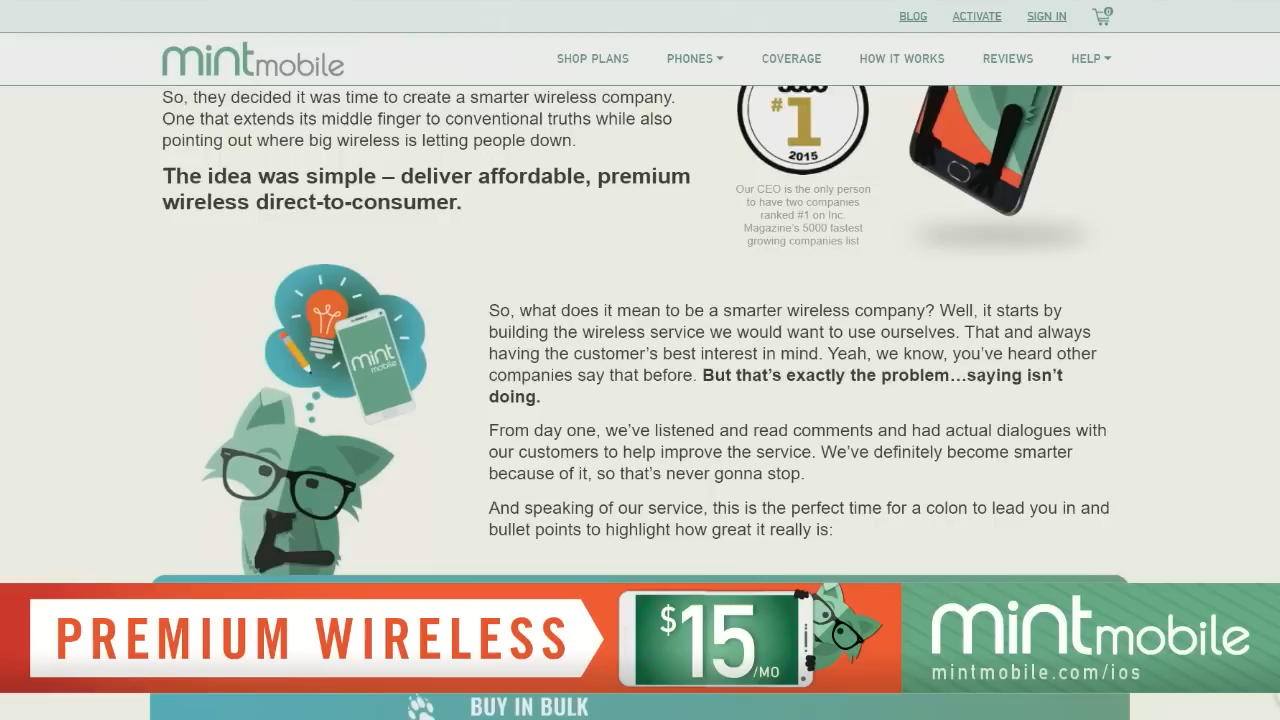 BLOG ACTIVATE SIGN IN 0
mintmobile SHOP PLANS PHONES COVERAGE HOW IT WORKS REVIEWS HELP
So, they decided it was time to create a smarter wireless company.
One that extends its middle finger to conventional truths while also
pointing out where big wireless is letting people down.
The idea was simple – deliver affordable, premium
wireless direct-to-consumer.
5000
#1
2015
Our CEO is the only person
to have two companies
ranked #1 on Inc.
Magazine's 5000 fastest
growing companies list
mint
mobile
So, what does it mean to be a smarter wireless company? Well, it starts by
building the wireless service we would want to use ourselves. That and always
having the customer's best interest in mind. Yeah, we know, you've heard other
companies say that before. But that's exactly the problem…saying isn't
doing.
From day one, we've listened and read comments and had actual dialogues with
our customers to help improve the service. We've definitely become smarter
because of it, so that's never gonna stop.
And speaking of our service, this is the perfect time for a colon to lead you in and
bullet points to highlight how great it really is:
PREMIUM WIRELESS
$15/MO
mintmobile
mintmobile.com/ios
BUY IN BULK